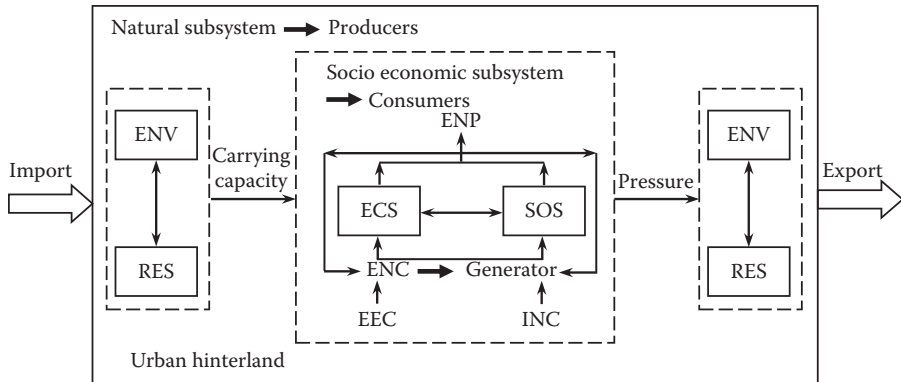 Natural subsystem Producers
Socio economic subsystem
Consumers
ENP
ENV
RES
Import
Carrying
capacity
ECS
SOS
ENC Generator
EEC
INC
Pressure
ENV
RES
Export
Urban hinterland